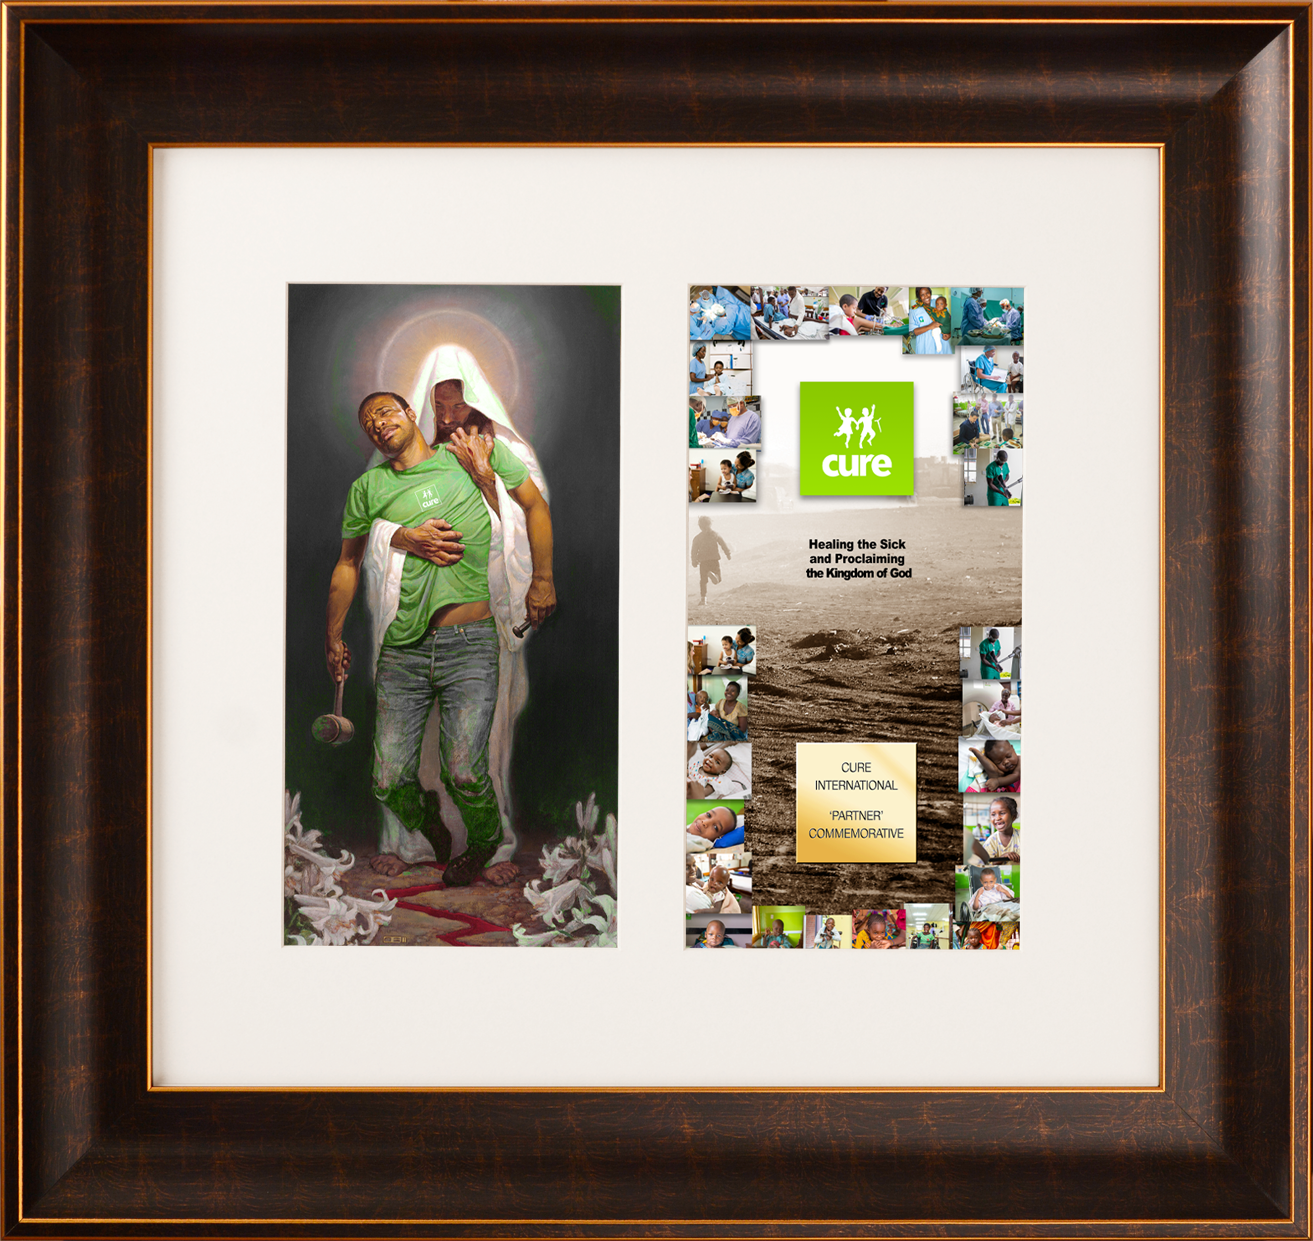 cure
cure
Healing the Sick
and Proclaiming
the Kingdom of God
CURE
INTERNATIONAL
'PARTNER'
COMMEMORATIVE